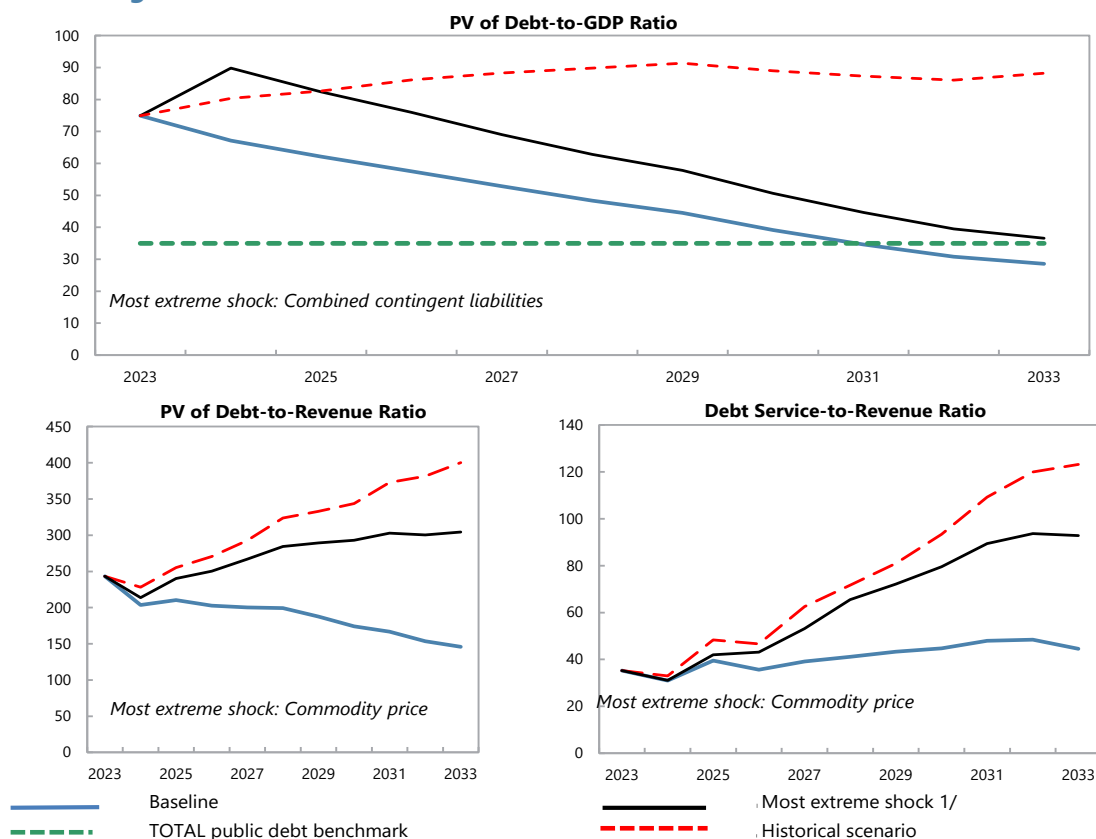 PV of Debt-to-GDP Ratio
100
90
80
70
60
50
40
30
20
10
0
Most extreme shock: Combined contingent liabilities
2023 2025 2027 2029 2031 2033
PV of Debt-to-Revenue Ratio
450
400
350
300
250
200
150
100
50
0
Most extreme shock: Commodity price
2023 2025 2027 2029 2031 2033
Debt Service-to-Revenue Ratio
140
120
100
80
60
40
20
0
Most extreme shock: Commodity price
2023 2025 2027 2029 2031 2033
Baseline
TOTAL public debt benchmark
Most extreme shock 1/
Historical scenario